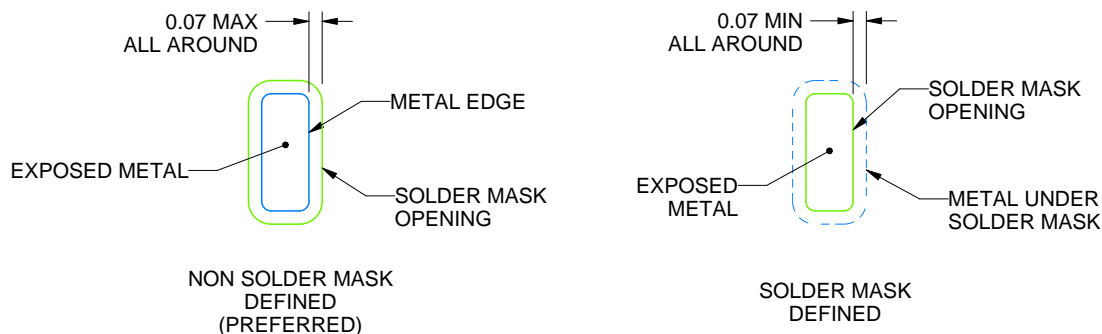 0.07 MAX
ALL AROUND
METAL EDGE
EXPOSED METAL
SOLDER MASK
OPENING
NON SOLDER MASK
DEFINED
(PREFERRED)
0.07 MIN
ALL AROUND
SOLDER MASK
OPENING
EXPOSED
METAL
METAL UNDER
SOLDER MASK
SOLDER MASK
DEFINED